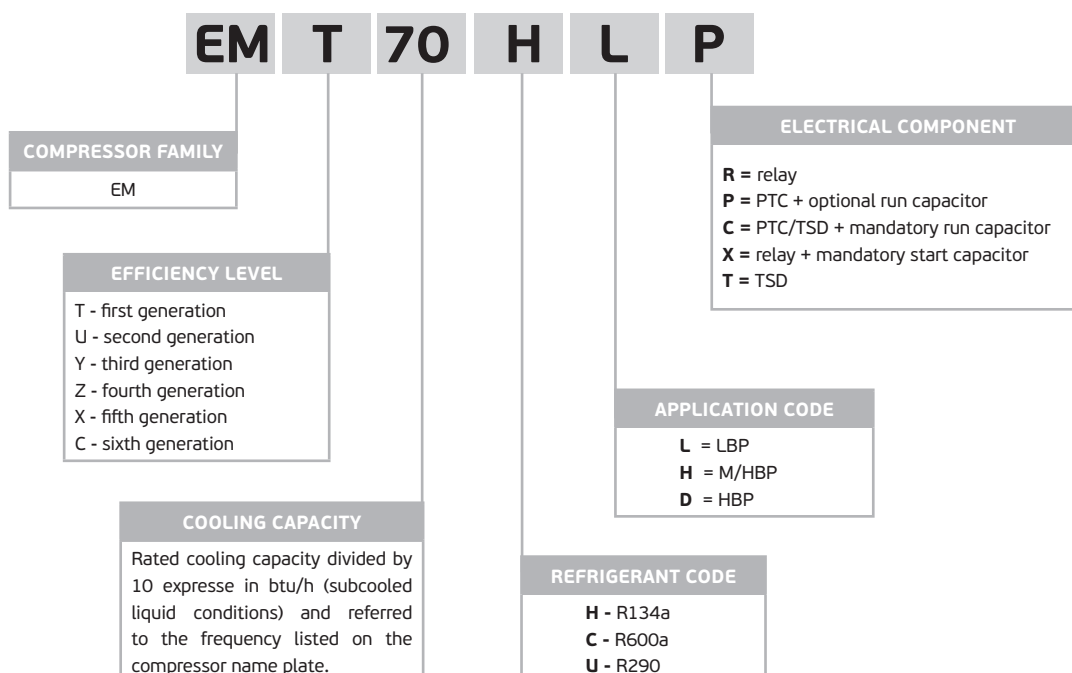 EM T 70 H L P
COMPRESSOR FAMILY
EM
EFFICIENCY LEVEL
T - first generation
U - second generation
Y - third generation
Z - fourth generation
X - fifth generation
C - sixth generation
COOLING CAPACITY
Rated cooling capacity divided by
10 expresse in btu/h (subcooled
liquid conditions) and referred
to the frequency listed on the
compressor name plate.
REFRIGERANT CODE
H - R134a
C - R600a
U - R290
APPLICATION CODE
L = LBP
H = M/HBP
D = HBP
ELECTRICAL COMPONENT
R = relay
P = PTC + optional run capacitor
C = PTC/TSD + mandatory run capacitor
X = relay + mandatory start capacitor
T = TSD